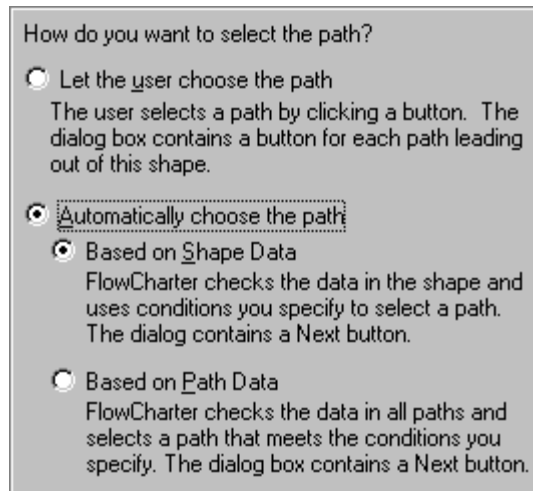 How do you want to select the path?
Let the user choose the path
The user selects a path by clicking a button. The
dialog box contains a button for each path leading
out of this shape.
Automatically choose the path
Based on Shape Data
FlowCharter checks the data in the shape and
uses conditions you specify to select a path.
The dialog contains a Next button.
Based on Path Data
FlowCharter checks the data in all paths and
selects a path that meets the conditions you
specify. The dialog box contains a Next button.